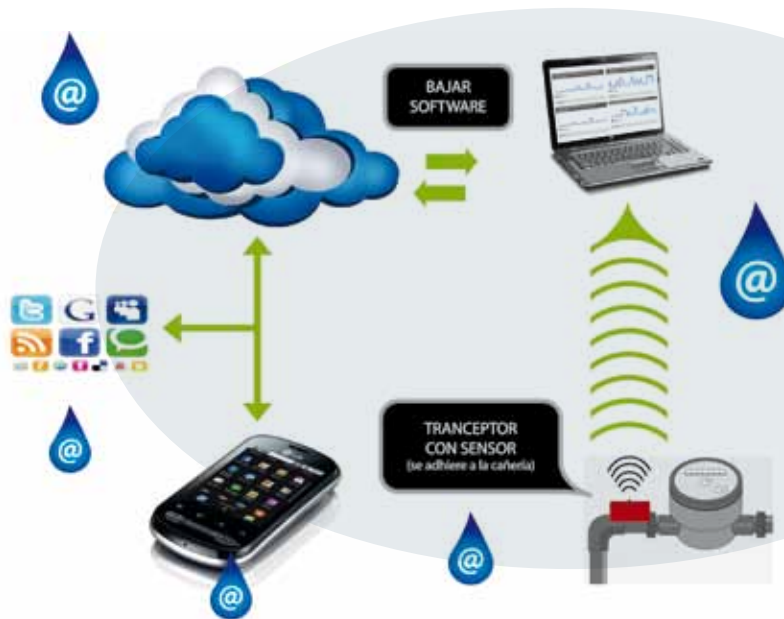 @
BAJAR
SOFTWARE
@
G
f
@
TRANCEPTOR
CON SENSOR
(se adhiere a la cañería)
@
@